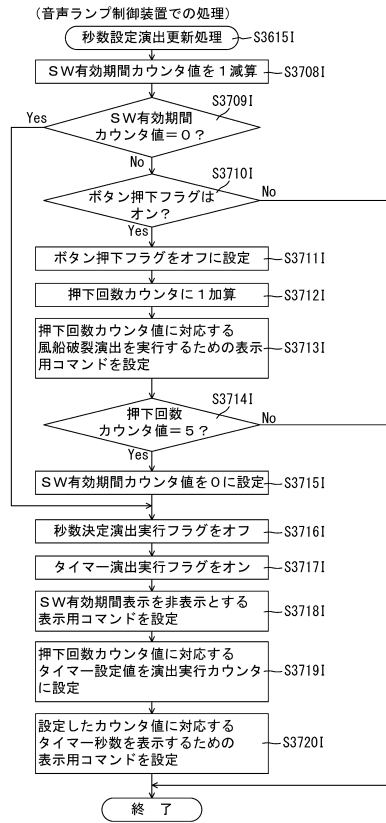 （音声ランプ制御装置での処理）
秒数設定演出更新処理
S3615I
ＳＷ有効期間カウンタ値を１減算
S3708I
S3709I
Yes
ＳＷ有効期間
カウンタ値＝０？
No
S3710I
ボタン押下フラグは
オン？
No
Yes
ボタン押下フラグをオフに設定
S3711I
押下回数カウンタに１加算
S3712I
押下回数カウンタ値に対応する
風船破裂演出を実行するための表示
用コマンドを設定
S3713I
S3714I
押下回数
カウンタ値＝５？
No
Yes
ＳＷ有効期間カウンタ値を０に設定
S3715I
秒数決定演出実行フラグをオフ
S3716I
タイマー演出実行フラグをオン
S3717I
ＳＷ有効期間表示を非表示とする
表示用コマンドを設定
S3718I
押下回数カウンタ値に対応する
タイマー設定値を演出実行カウンタ
に設定
S3719I
設定したカウンタ値に対応する
タイマー秒数を表示するための
表示用コマンドを設定
S3720I
終　了